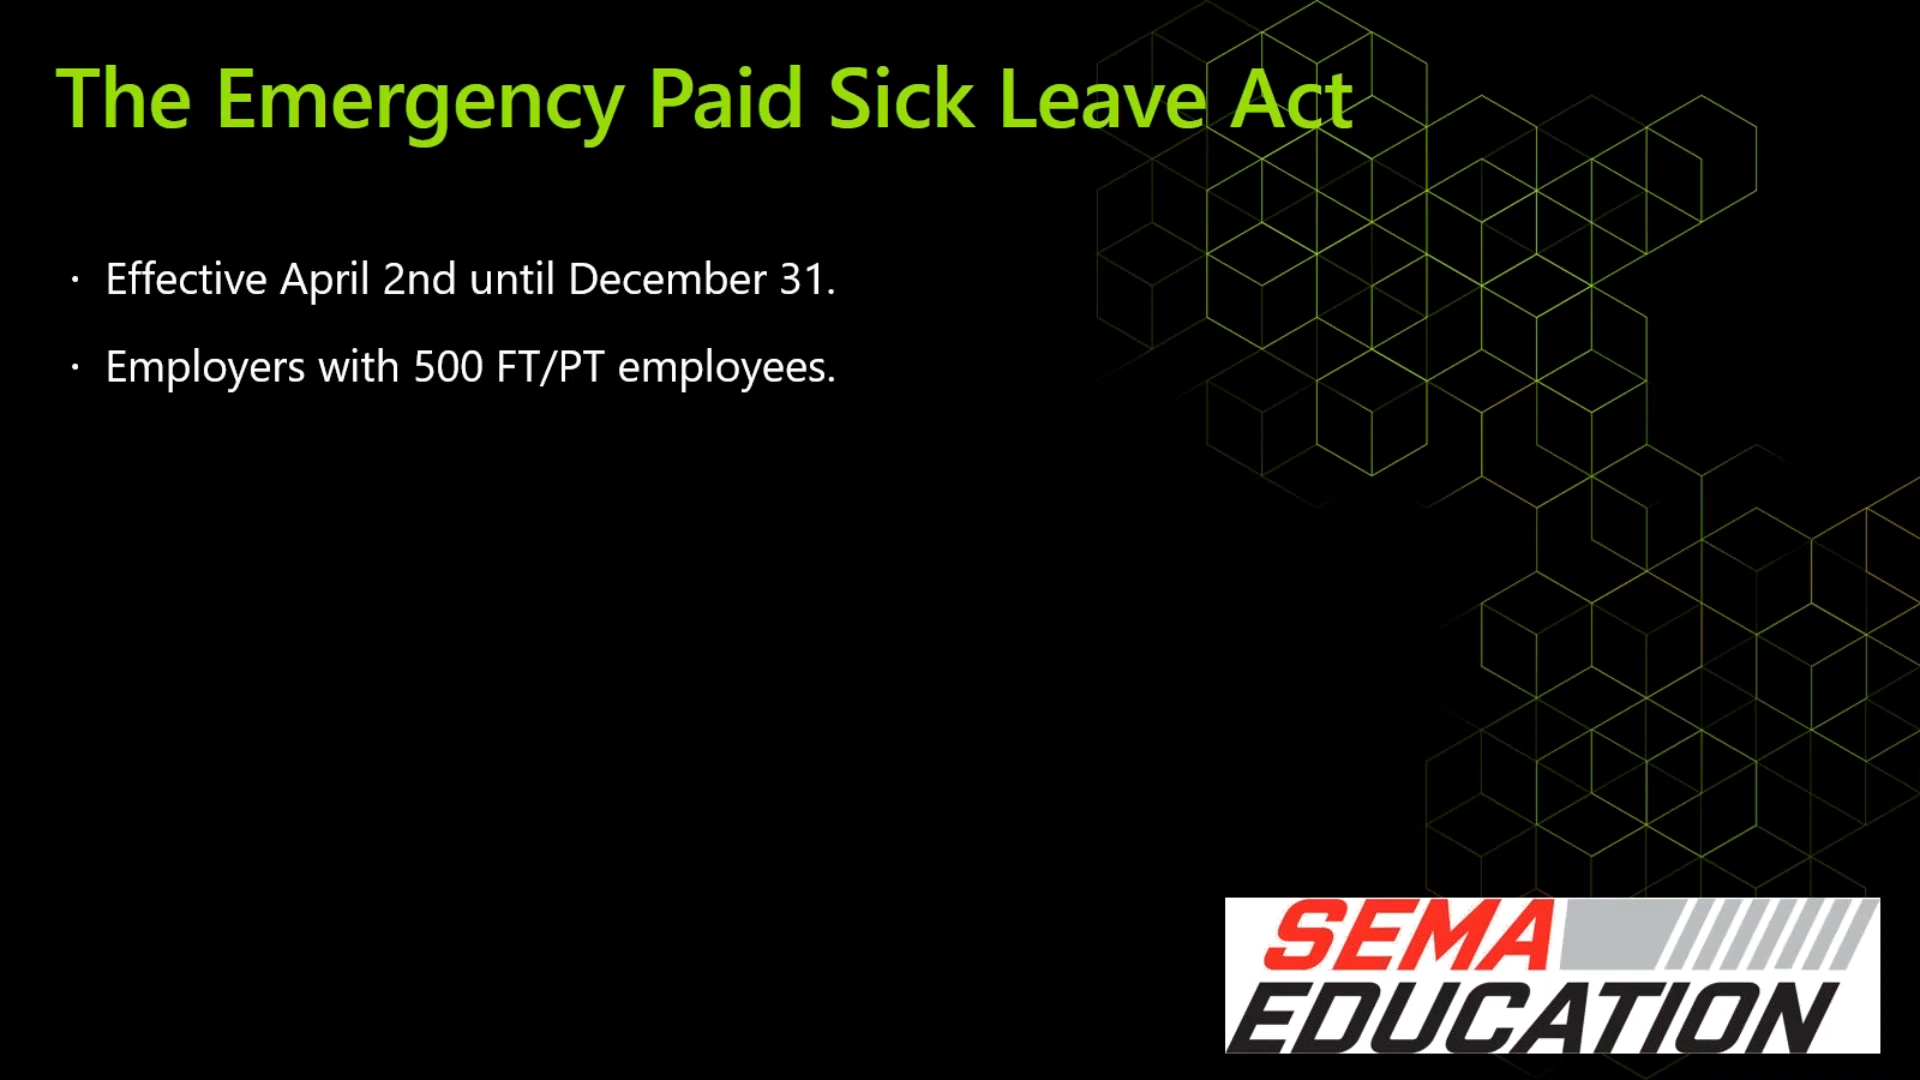 The Emergency Paid Sick Leave Act
· Effective April 2nd until December 31.
· Employers with 500 FT/PT employees.
SEMA
EDUCATION